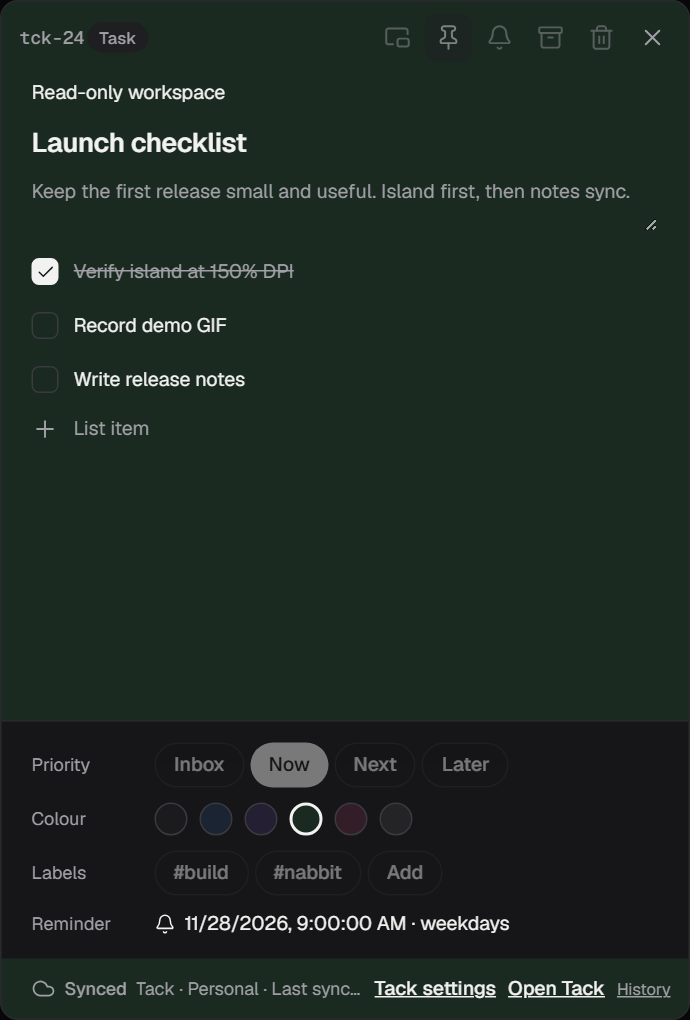 tck-24 Task
Read-only workspace
Launch checklist
Keep the first release small and useful. Island first, then notes sync.
Verify island at 150% DPI
Record demo GIF
Write release notes
List item
Priority Inbox Now Next Later
Colour
Labels #build #nabbit Add
Reminder 11/28/2026, 9:00:00 AM · weekdays
Synced Tack · Personal · Last sync… Tack settings Open Tack History